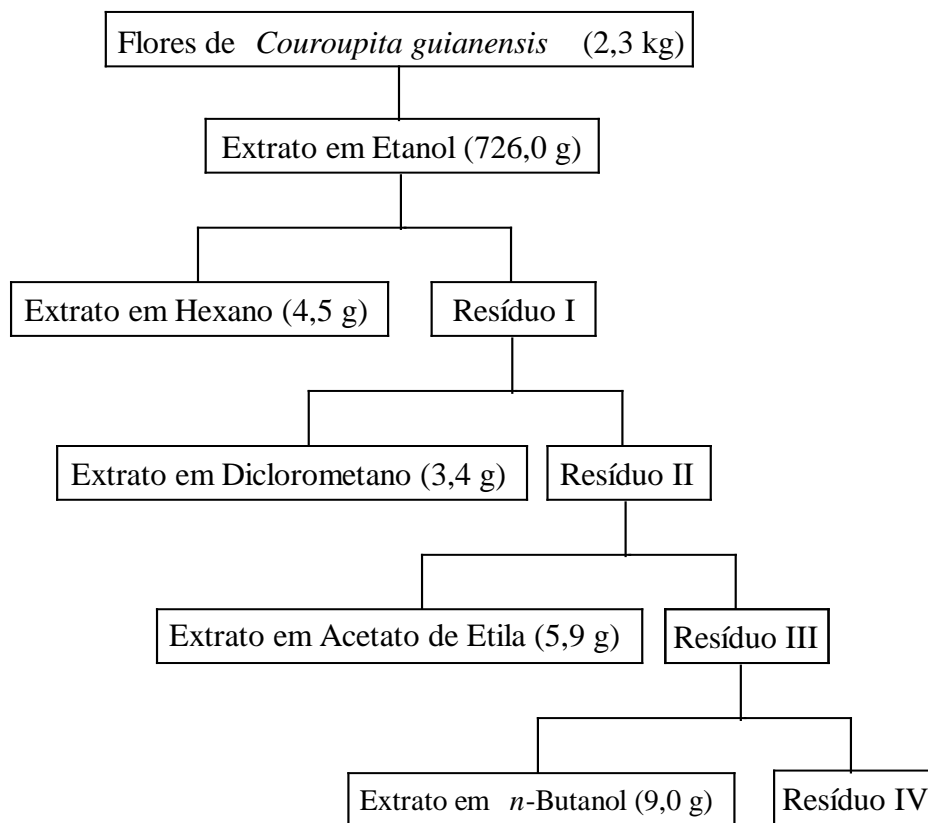 Flores de Couroupita guianensis (2,3 kg)
Extrato em Etanol (726,0 g)
Extrato em Hexano (4,5 g)
Resíduo I
Extrato em Diclorometano (3,4 g)
Resíduo II
Extrato em Acetato de Etila (5,9 g)
Resíduo III
Extrato em n-Butanol (9,0 g)
Resíduo IV